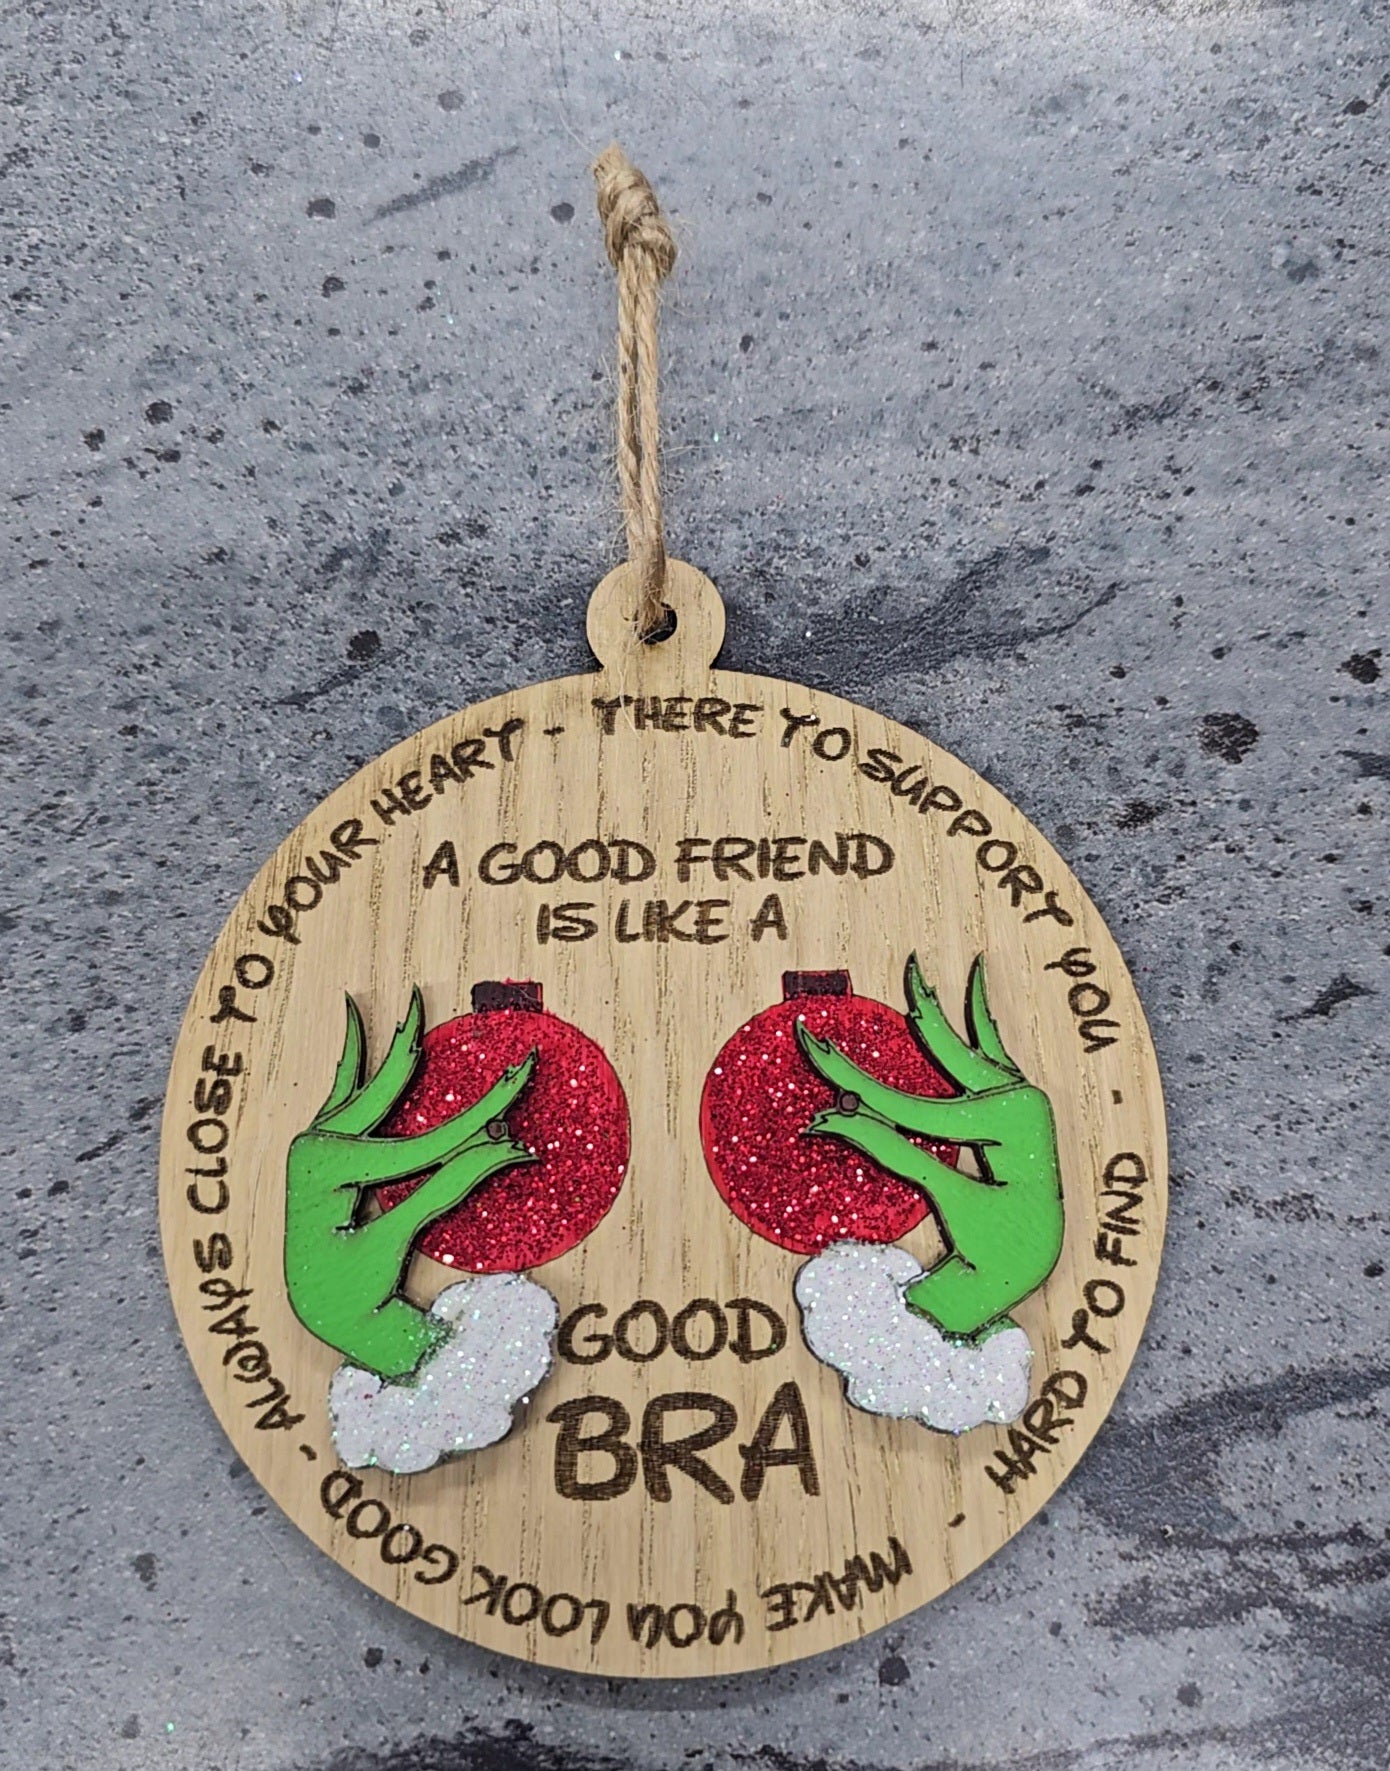 A GOOD FRIEND
IS LIKE A
GOOD
BRA
ALWAYS CLOSE TO YOUR HEART - THERE TO SUPPORT YOU - HARD TO FIND - MAKE YOU LOOK GOOD -